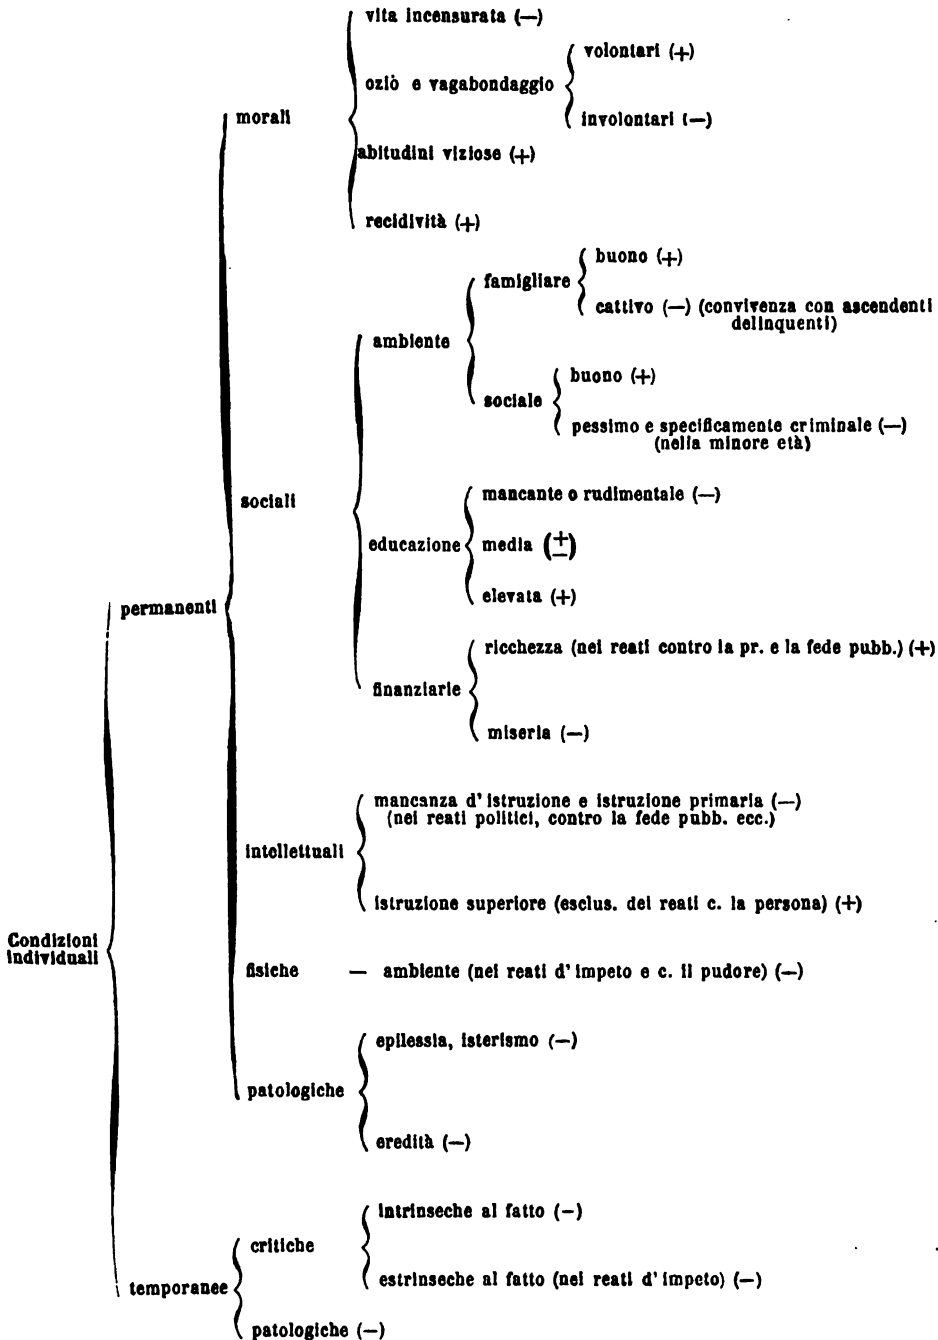 vita incensurata (—)
volontari (+)
oziò e vagabondaggio
involontari (—)
morali
abitudini viziose (+)
recidività (+)
buono (+)
famigliare
cattivo (—) (convivenza con ascendenti
delinquenti)
ambiente
buono (+)
sociale
pessimo e specificamente criminale (—)
(nella minore età)
sociali
mancante o rudimentale (—)
educazione
media (±)
elevata (+)
permanenti
ricchezza (nei reati contro la pr. e la fede pubb.) (+)
finanziarie
miseria (—)
mancanza d'istruzione e istruzione primaria (—)
(nei reati politici, contro la fede pubb. ecc.)
intellettuali
istruzione superiore (esclus. dei reati c. la persona) (+)
Condizioni
individuali
fisiche — ambiente (nei reati d'impeto e c. il pudore) (—)
epilessia, isterismo (—)
patologiche
eredità (—)
intrinseche al fatto (—)
critiche
estrinseche al fatto (nei reati d'impeto) (—)
temporanee
patologiche (—)